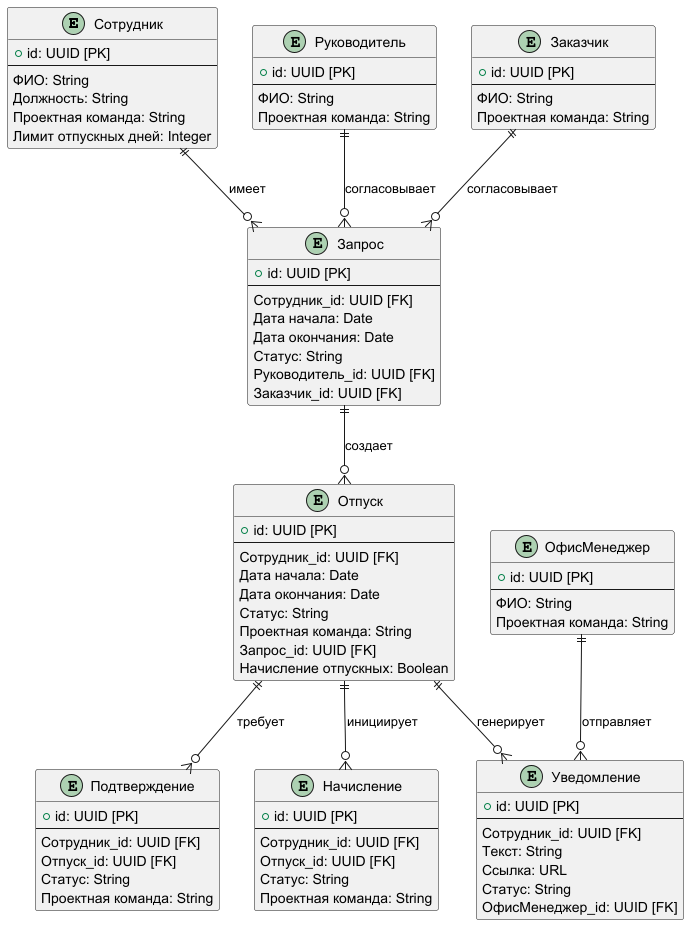 E Сотрудник
id: UUID [PK]
ФИО: String
Должность: String
Проектная команда: String
Лимит отпускных дней: Integer
E Руководитель
id: UUID [PK]
ФИО: String
Проектная команда: String
E Заказчик
id: UUID [PK]
ФИО: String
Проектная команда: String
имеет
согласовывает
согласовывает
E Запрос
id: UUID [PK]
Сотрудник_id: UUID [FK]
Дата начала: Date
Дата окончания: Date
Статус: String
Руководитель_id: UUID [FK]
Заказчик_id: UUID [FK]
создает
E Отпуск
id: UUID [PK]
Сотрудник_id: UUID [FK]
Дата начала: Date
Дата окончания: Date
Статус: String
Проектная команда: String
Запрос_id: UUID [FK]
Начисление отпускных: Boolean
E ОфисМенеджер
id: UUID [PK]
ФИО: String
Проектная команда: String
требует
инициирует
генерирует
отправляет
E Подтверждение
id: UUID [PK]
Сотрудник_id: UUID [FK]
Отпуск_id: UUID [FK]
Статус: String
Проектная команда: String
E Начисление
id: UUID [PK]
Сотрудник_id: UUID [FK]
Отпуск_id: UUID [FK]
Статус: String
Проектная команда: String
E Уведомление
id: UUID [PK]
Сотрудник_id: UUID [FK]
Текст: String
Ссылка: URL
Статус: String
ОфисМенеджер_id: UUID [FK]